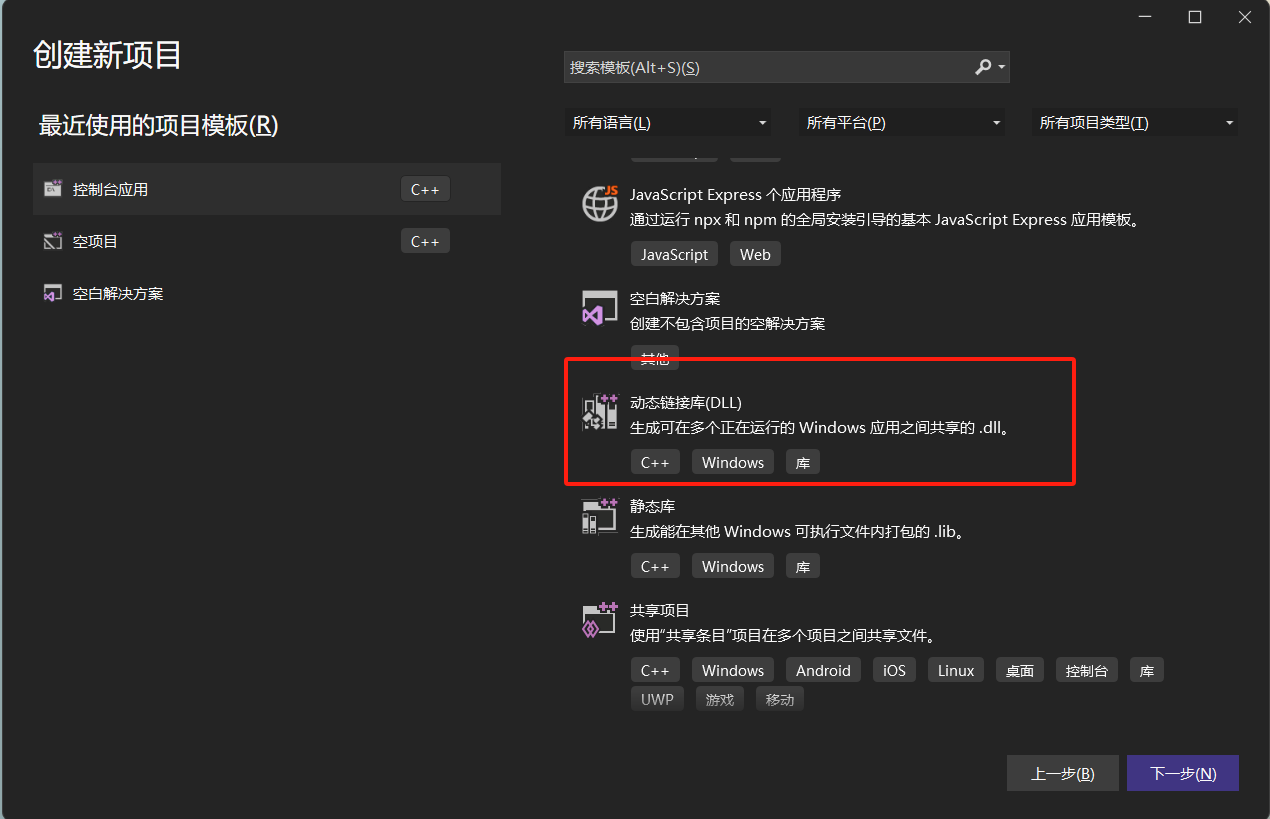 创建新项目
搜索模板(Alt+S)(S)
最近使用的项目模板(R)
所有语言(L)
所有平台(P)
所有项目类型(T)
控制台应用
C++
空项目
C++
空白解决方案
JS
JavaScript Express 个应用程序
通过运行 npx 和 npm 的全局安装引导的基本 JavaScript Express 应用模板。
JavaScript
Web
空白解决方案
创建不包含项目的空解决方案
其他
动态链接库(DLL)
生成可在多个正在运行的 Windows 应用之间共享的 .dll。
C++
Windows
库
静态库
生成能在其他 Windows 可执行文件内打包的 .lib。
C++
Windows
库
共享项目
使用“共享条目”项目在多个项目之间共享文件。
C++
Windows
Android
iOS
Linux
桌面
控制台
库
UWP
游戏
移动
上一步(B)
下一步(N)